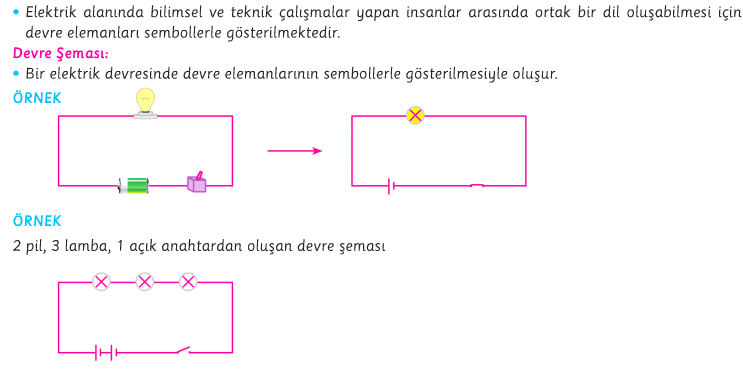 • Elektrik alanında bilimsel ve teknik çalışmalar yapan insanlar arasında ortak bir dil oluşabilmesi için
devre elemanları sembollerle gösterilmektedir.
Devre Şeması:
• Bir elektrik devresinde devre elemanlarının sembollerle gösterilmesiyle oluşur.
ÖRNEK
ÖRNEK
2 pil, 3 lamba, 1 açık anahtardan oluşan devre şeması